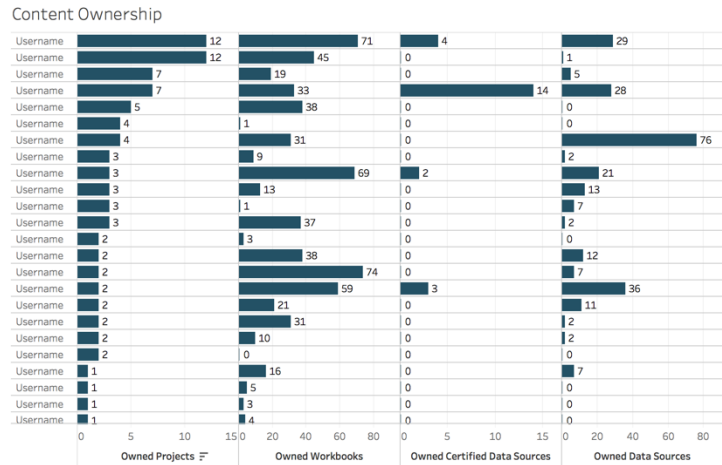 Content Ownership
Username 12 71 4 29
Username 12 45 0 1
Username 7 19 0 5
Username 7 33 14 28
Username 5 38 0 0
Username 4 1 0 0
Username 4 31 0 76
Username 3 9 0 2
Username 3 69 2 21
Username 3 13 0 13
Username 3 1 0 7
Username 3 37 0 2
Username 2 3 0 0
Username 2 38 0 12
Username 2 74 0 7
Username 2 59 3 36
Username 2 21 0 11
Username 2 31 0 2
Username 2 10 0 2
Username 2 0 0 0
Username 1 16 0 7
Username 1 5 0 0
Username 1 3 0 0
Username 1 4 0 0
0 5 10 15 0 20 40 60 80 0 5 10 15 0 20 40 60 80
Owned Projects Owned Workbooks Owned Certified Data Sources Owned Data Sources